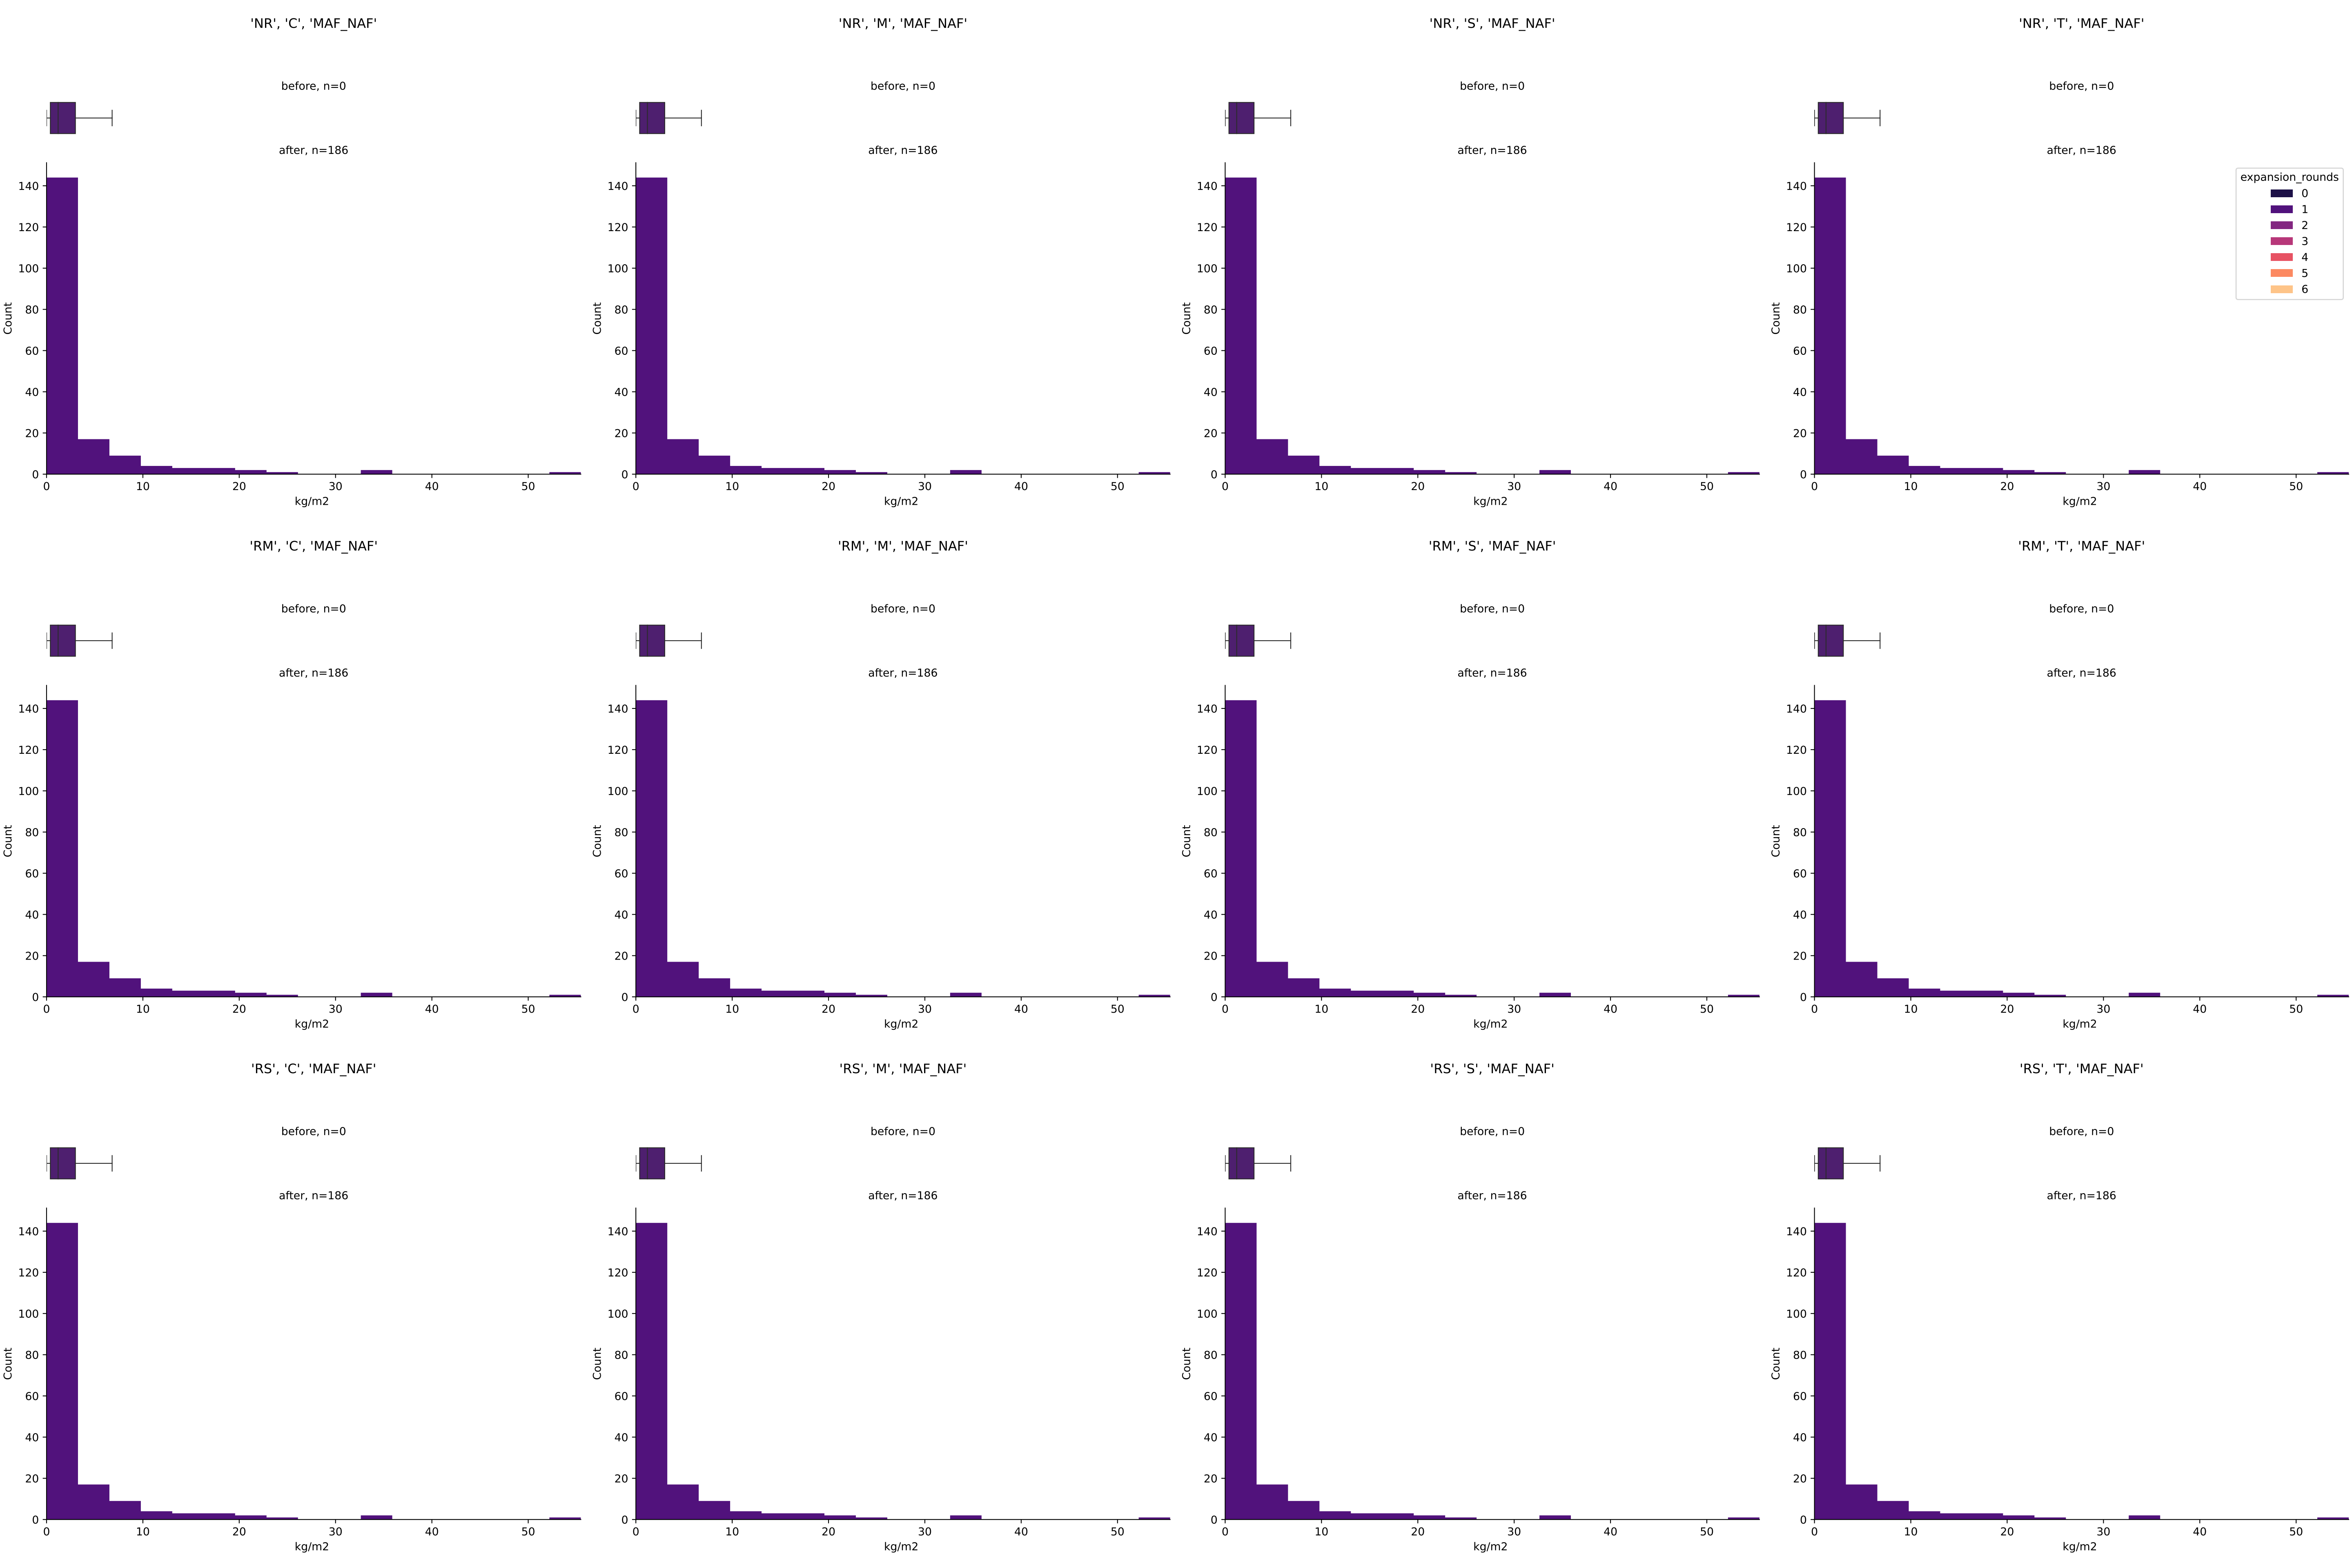 'NR', 'C', 'MAF_NAF'
before, n=0
after, n=186
140
120
100
80
60
40
20
0
Count
0 10 20 30 40 50
kg/m2
'NR', 'M', 'MAF_NAF'
before, n=0
after, n=186
140
120
100
80
60
40
20
0
Count
0 10 20 30 40 50
kg/m2
'NR', 'S', 'MAF_NAF'
before, n=0
after, n=186
140
120
100
80
60
40
20
0
Count
0 10 20 30 40 50
kg/m2
'NR', 'T', 'MAF_NAF'
before, n=0
after, n=186
140
120
100
80
60
40
20
0
Count
0 10 20 30 40 50
kg/m2
expansion_rounds
0
1
2
3
4
5
6
'RM', 'C', 'MAF_NAF'
before, n=0
after, n=186
140
120
100
80
60
40
20
0
Count
0 10 20 30 40 50
kg/m2
'RM', 'M', 'MAF_NAF'
before, n=0
after, n=186
140
120
100
80
60
40
20
0
Count
0 10 20 30 40 50
kg/m2
'RM', 'S', 'MAF_NAF'
before, n=0
after, n=186
140
120
100
80
60
40
20
0
Count
0 10 20 30 40 50
kg/m2
'RM', 'T', 'MAF_NAF'
before, n=0
after, n=186
140
120
100
80
60
40
20
0
Count
0 10 20 30 40 50
kg/m2
'RS', 'C', 'MAF_NAF'
before, n=0
after, n=186
140
120
100
80
60
40
20
0
Count
0 10 20 30 40 50
kg/m2
'RS', 'M', 'MAF_NAF'
before, n=0
after, n=186
140
120
100
80
60
40
20
0
Count
0 10 20 30 40 50
kg/m2
'RS', 'S', 'MAF_NAF'
before, n=0
after, n=186
140
120
100
80
60
40
20
0
Count
0 10 20 30 40 50
kg/m2
'RS', 'T', 'MAF_NAF'
before, n=0
after, n=186
140
120
100
80
60
40
20
0
Count
0 10 20 30 40 50
kg/m2